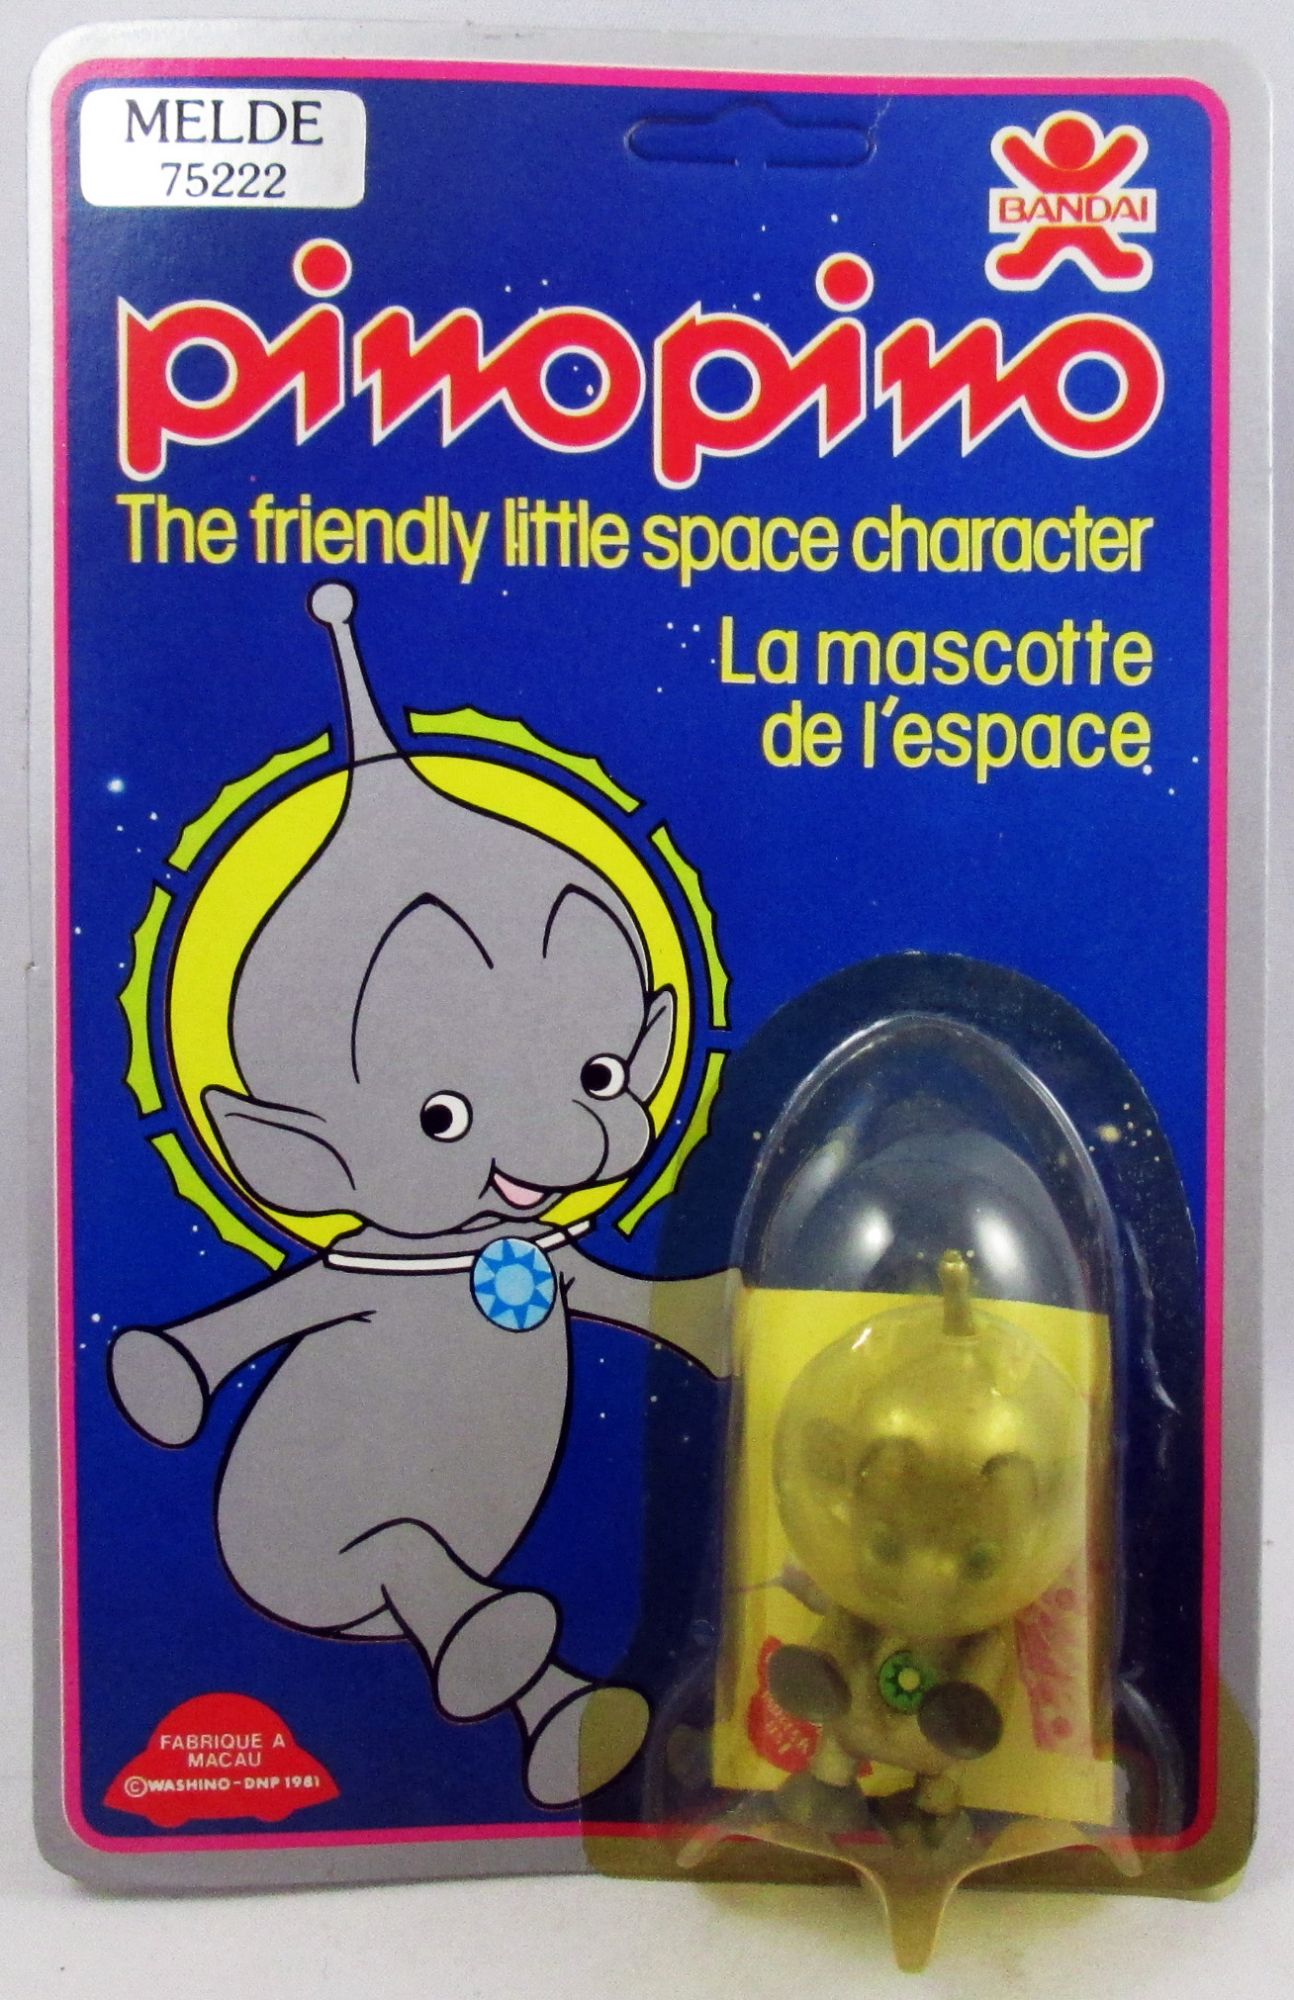 MELDE
75222
BANDAI
pinopino
The friendly little space character
La mascotte
de l'espace
FABRIQUE A
MACAU
©WASHINO-DNP 1981